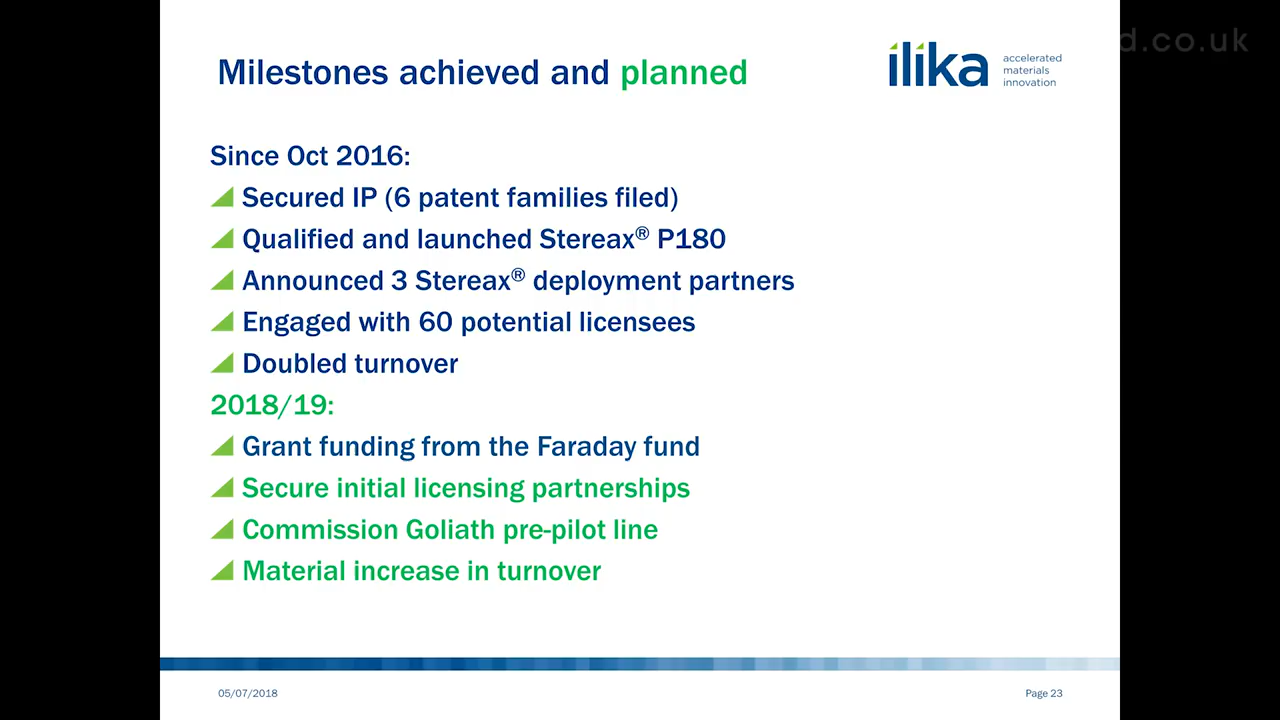 d.co.uk
Milestones achieved and planned
ilika
accelerated
materials
innovation
Since Oct 2016:
Secured IP (6 patent families filed)
Qualified and launched Stereax® P180
Announced 3 Stereax® deployment partners
Engaged with 60 potential licensees
Doubled turnover
2018/19:
Grant funding from the Faraday fund
Secure initial licensing partnerships
Commission Goliath pre-pilot line
Material increase in turnover
05/07/2018
Page 23